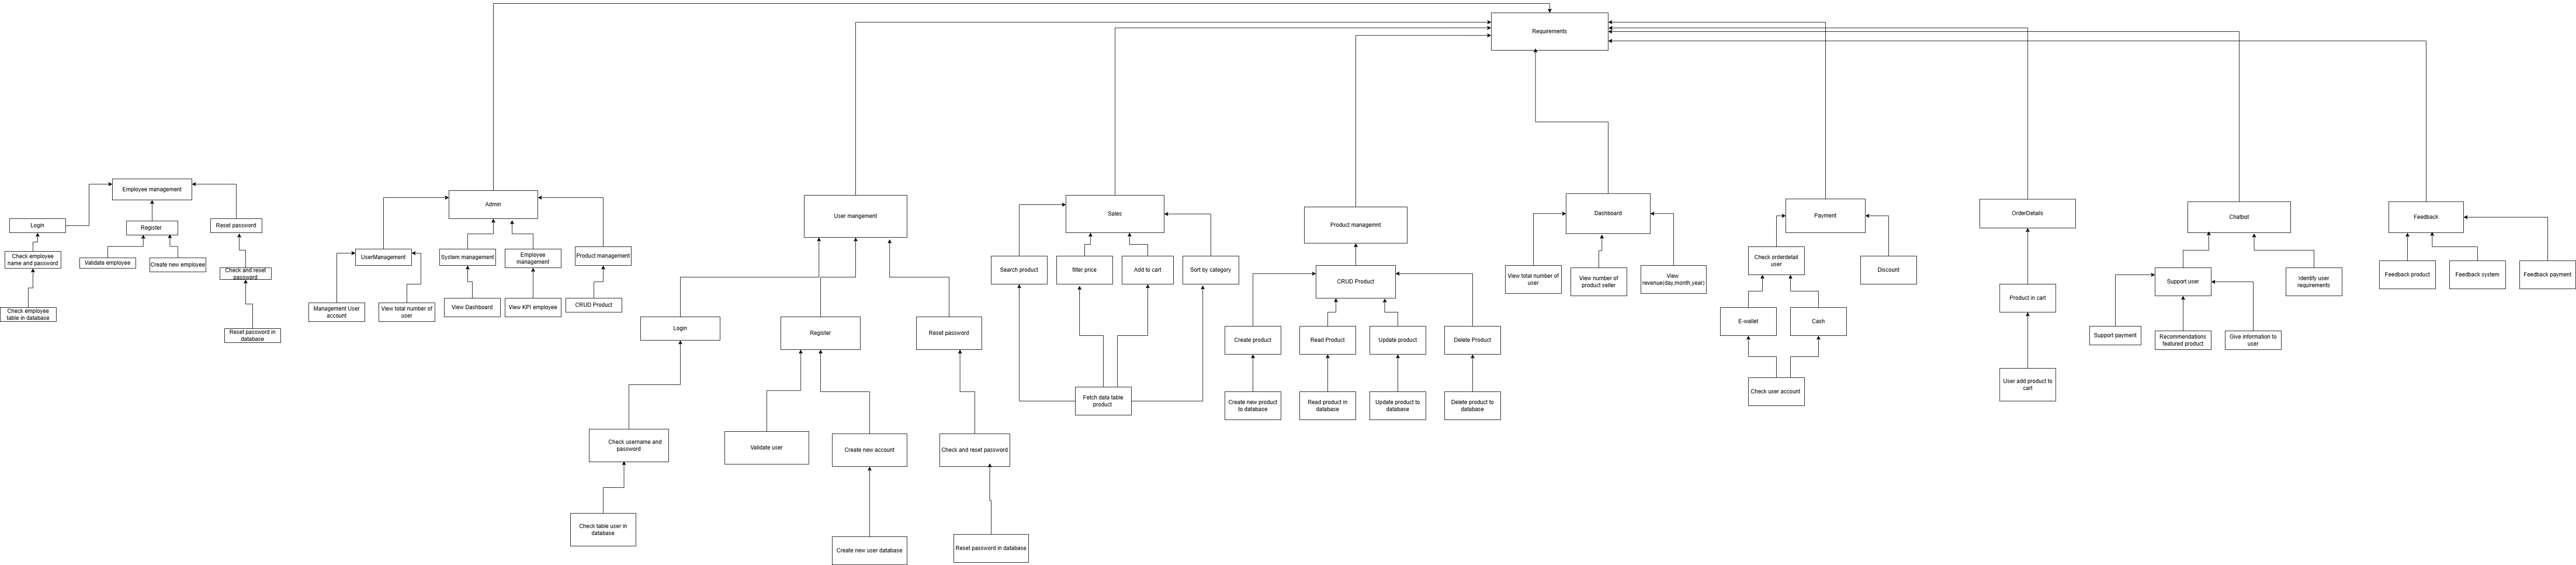 Requirements
Employee management
Login
Register
Reset password
Check employee
name and password
Validate employee
Create new employee
Check and reset
password
Check employee
table in database
Reset password in
database
Admin
UserManagement
System management
Employee
management
Product management
Management User
account
View total number of
user
View Dashboard
View KPI employee
CRUD Product
User mangement
Login
Register
Reset password
Check username and
password
Validate user
Create new account
Check and reset password
Check table user in
database
Create new user database
Reset password in database
Sales
Search product
filter price
Add to cart
Sort by category
Fetch data table
product
Product managemnt
CRUD Product
Create product
Read Product
Update product
Delete Product
Create new product
to database
Read product in
database
Update product to
database
Delete product to
database
Dashboard
View total number of
user
View number of
product seller
View
revenue(day,month,year)
Payment
Check orderdetail
user
Discount
E-wallet
Cash
Check user account
OrderDetails
Product in cart
User add product to
cart
Chatbot
Support user
Identify user
requirements
Support payment
Recommendations
featured product
Give information to
user
Feedback
Feedback product
Feedback system
Feedback payment